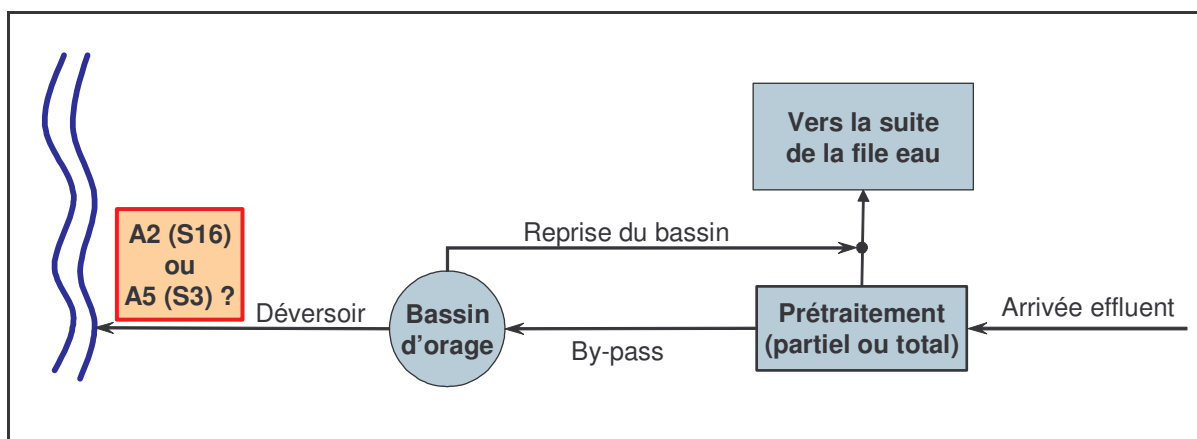 Vers la suite
de la file eau
A2 (S16)
ou
A5 (S3) ?
Reprise du bassin
Déversoir
Bassin
d’orage
By-pass
Prétraitement
(partiel ou total)
Arrivée effluent